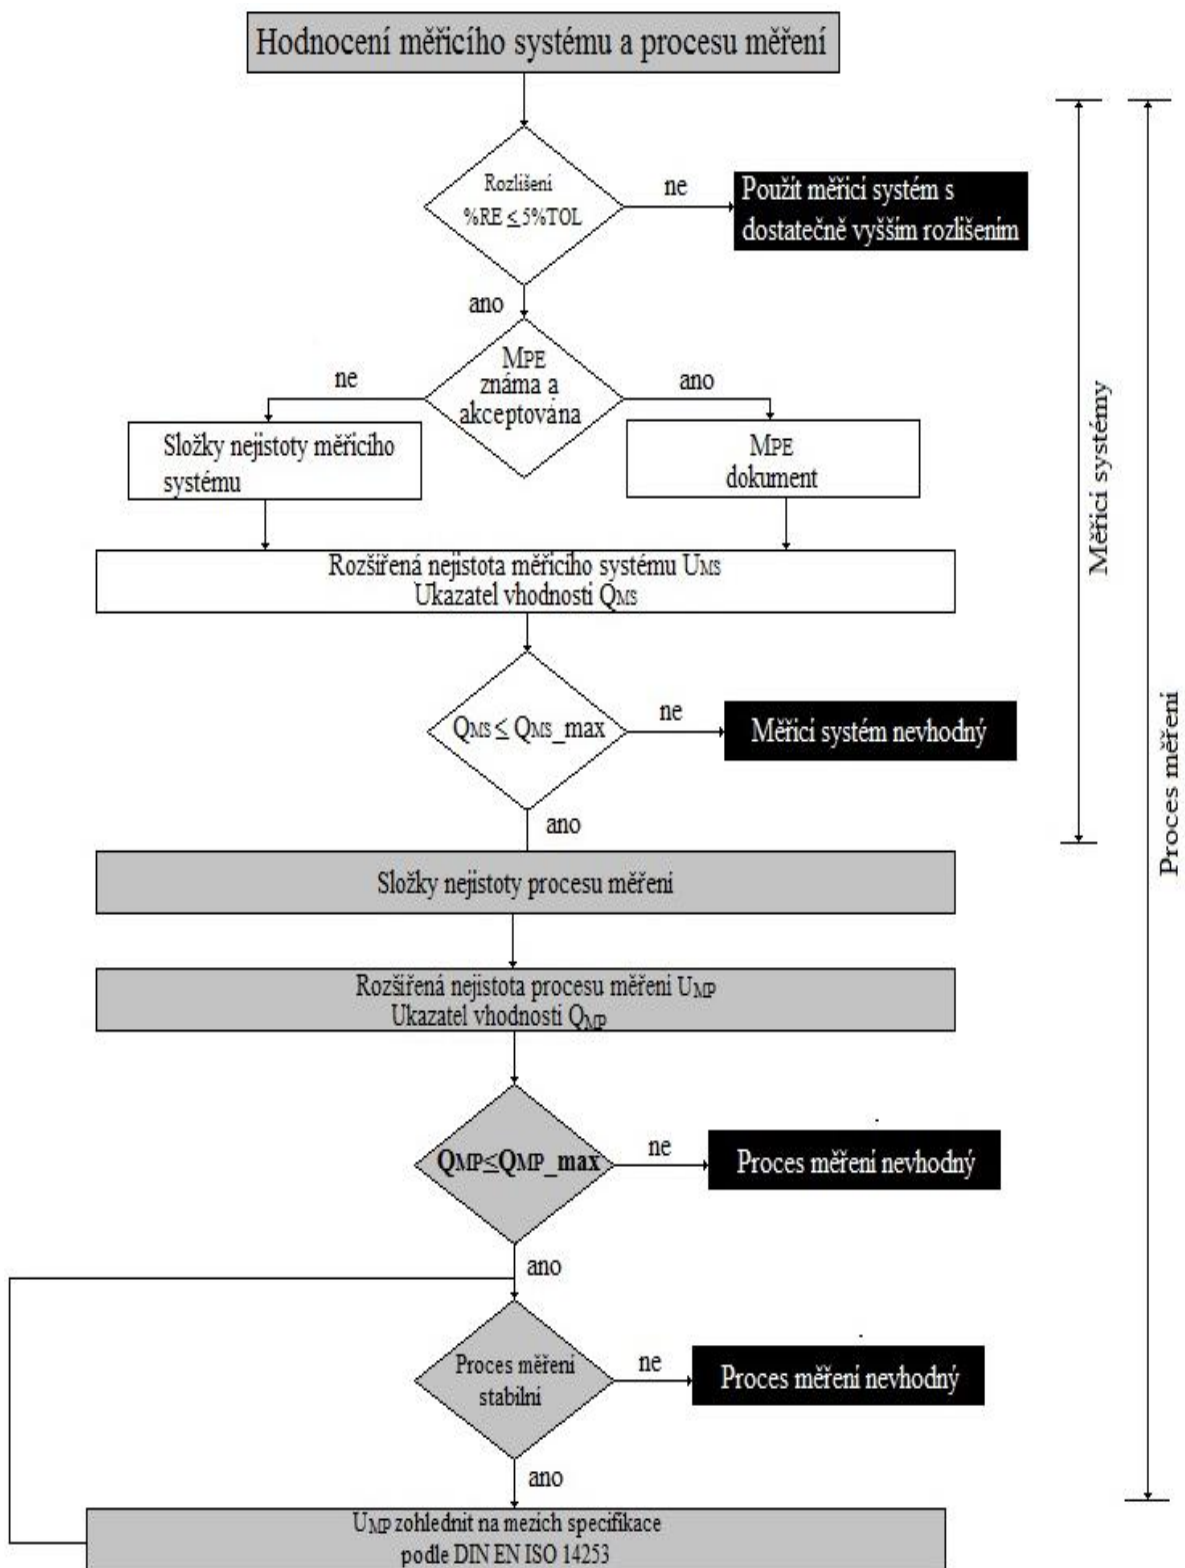 Hodnocení měřicího systému a procesu měření
Rozlišení
%RE ≤ 5%TOL
ne
Použít měřicí systém s
dostatečně vyšším rozlišením
ano
MPE
známa a
akceptována
ne
ano
Složky nejistoty měřicího
systému
MPE
dokument
Rozšířená nejistota měřicího systému UMS
Ukazatel vhodnosti QMS
QMS ≤ QMS_max
ne
Měřicí systém nevhodný
ano
Měřicí systémy
Složky nejistoty procesu měření
Rozšířená nejistota procesu měření UMP
Ukazatel vhodnosti QMP
QMP≤QMP_max
ne
Proces měření nevhodný
ano
Proces měření
stabilní
ne
Proces měření nevhodný
ano
UMP zohlednit na mezích specifikace
podle DIN EN ISO 14253
Proces měření